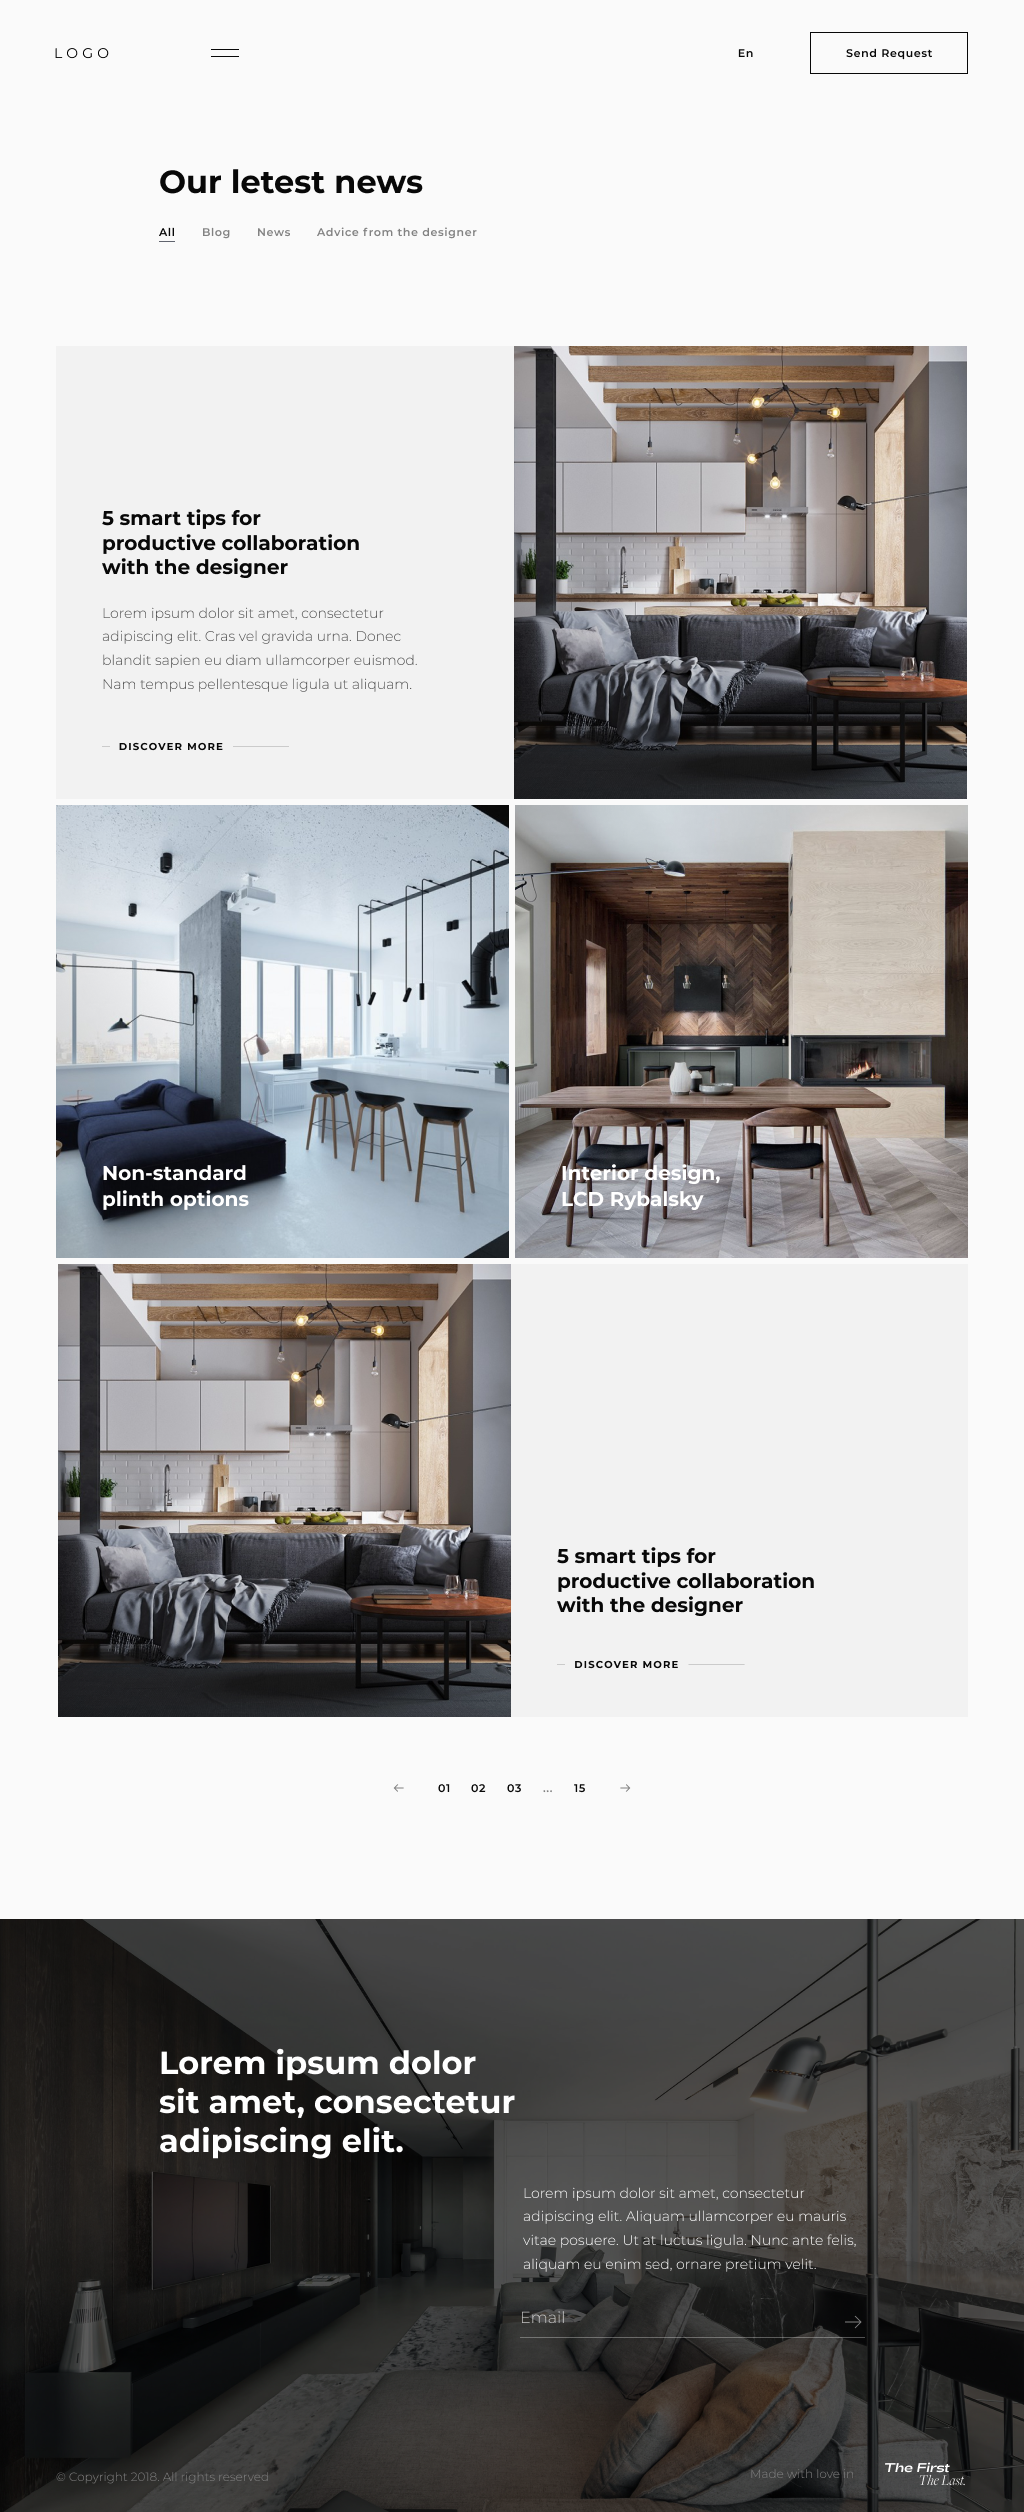 LOGO
En
Send Request
Our letest news
All
Blog
News
Advice from the designer
5 smart tips for
productive collaboration
with the designer
Lorem ipsum dolor sit amet, consectetur
adipiscing elit. Cras vel gravida urna. Donec
blandit sapien eu diam ullamcorper euismod.
Nam tempus pellentesque ligula ut aliquam.
DISCOVER MORE
Non-standard
plinth options
Interior design,
LCD Rybalsky
5 smart tips for
productive collaboration
with the designer
DISCOVER MORE
01 02 03 ... 15
Lorem ipsum dolor
sit amet, consectetur
adipiscing elit.
Lorem ipsum dolor sit amet, consectetur
adipiscing elit. Aliquam ullamcorper eu mauris
vitae posuere. Ut at luctus ligula. Nunc ante felis,
aliquam eu enim sed, ornare pretium velit.
Email
© Copyright 2018. All rights reserved
Made with love in
The First
The Last.